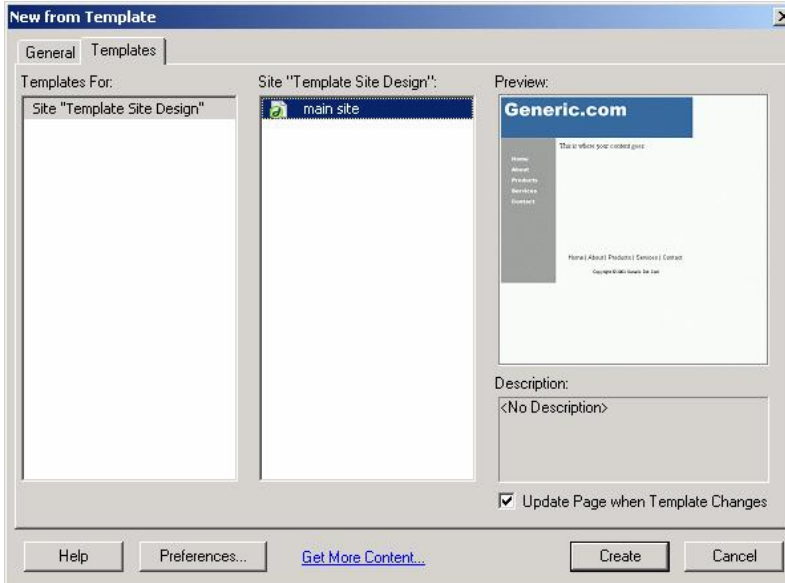 New from Template
General Templates
Templates For:
Site "Template Site Design"
Site "Template Site Design":
main site
Preview:
Generic.com
This is where your content goes
Home
About
Products
Services
Contact
Home | About | Products | Services | Contact
Description:
<No Description>
Update Page when Template Changes
Help Preferences... Get More Content... Create Cancel